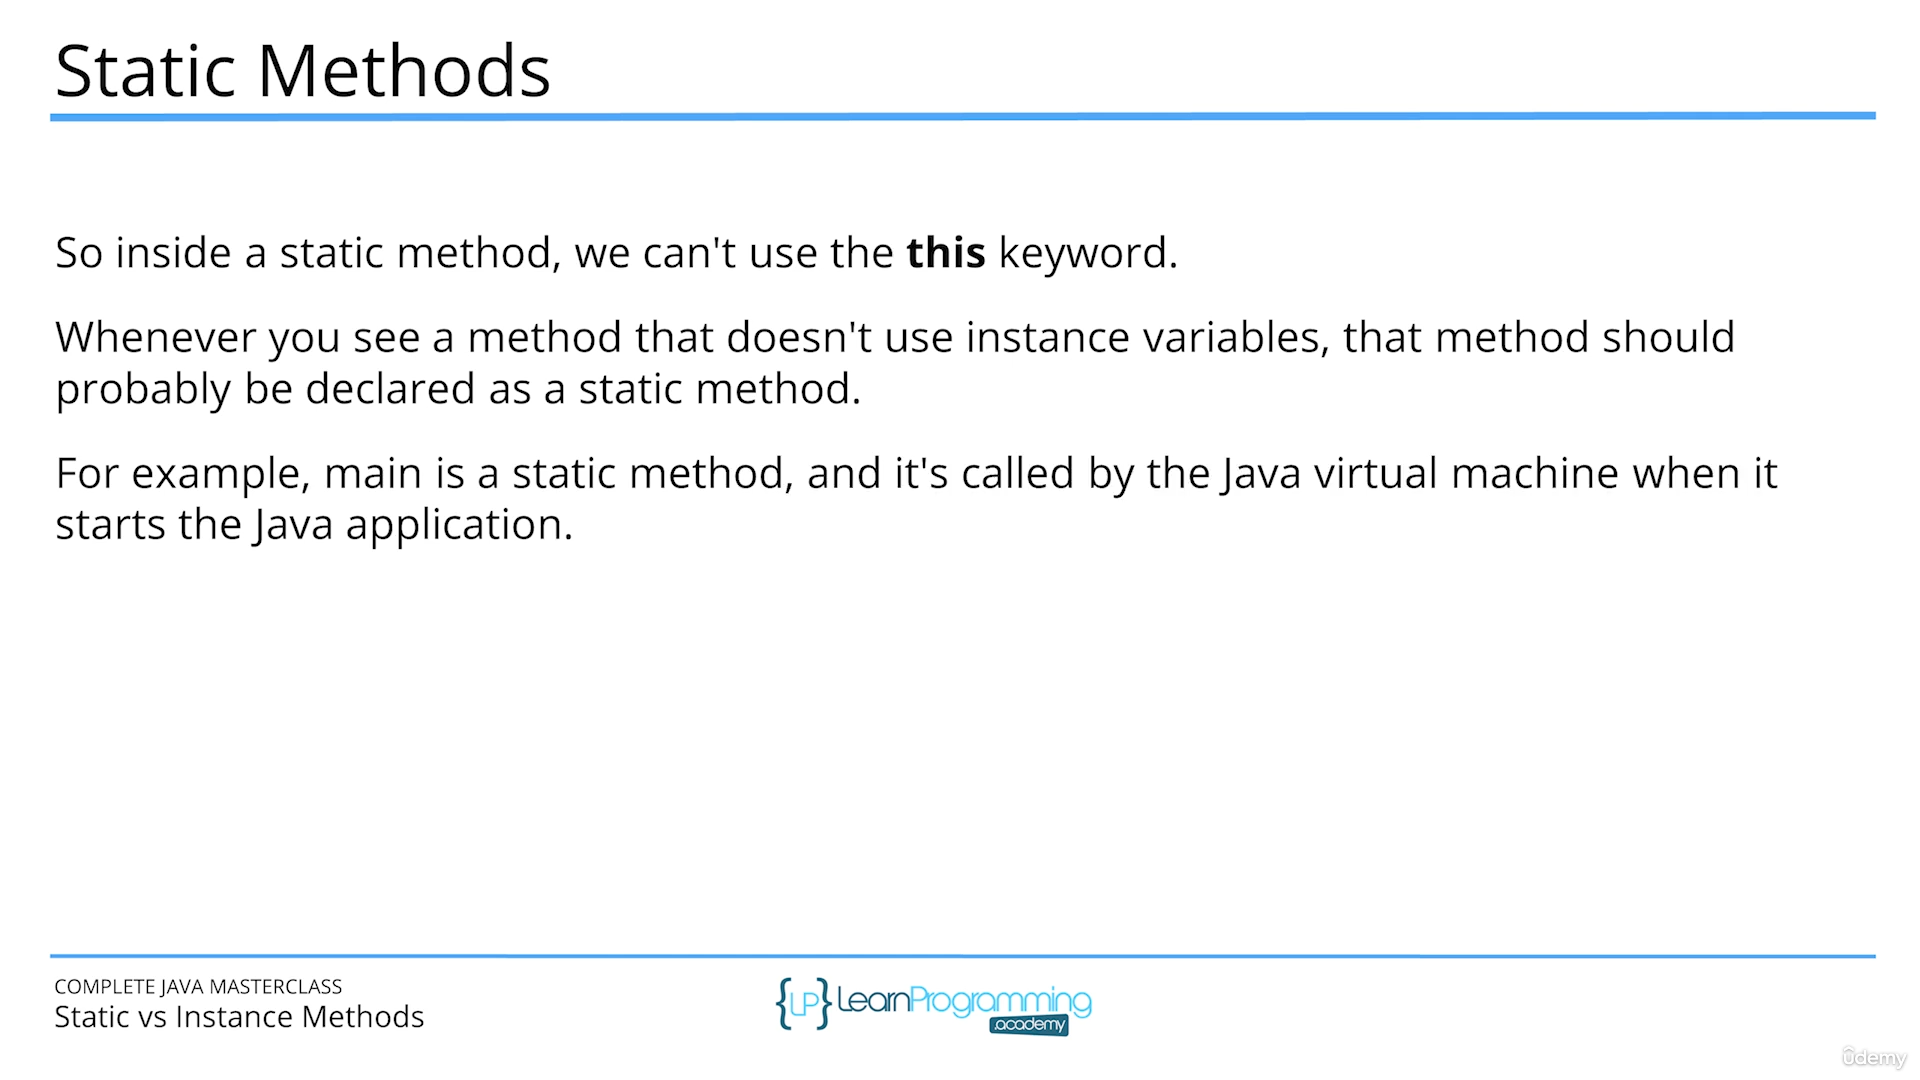 Static Methods
So inside a static method, we can't use the this keyword.
Whenever you see a method that doesn't use instance variables, that method should
probably be declared as a static method.
For example, main is a static method, and it's called by the Java virtual machine when it
starts the Java application.
COMPLETE JAVA MASTERCLASS
Static vs Instance Methods
{LP} LearnProgramming
.academy
ûdemy